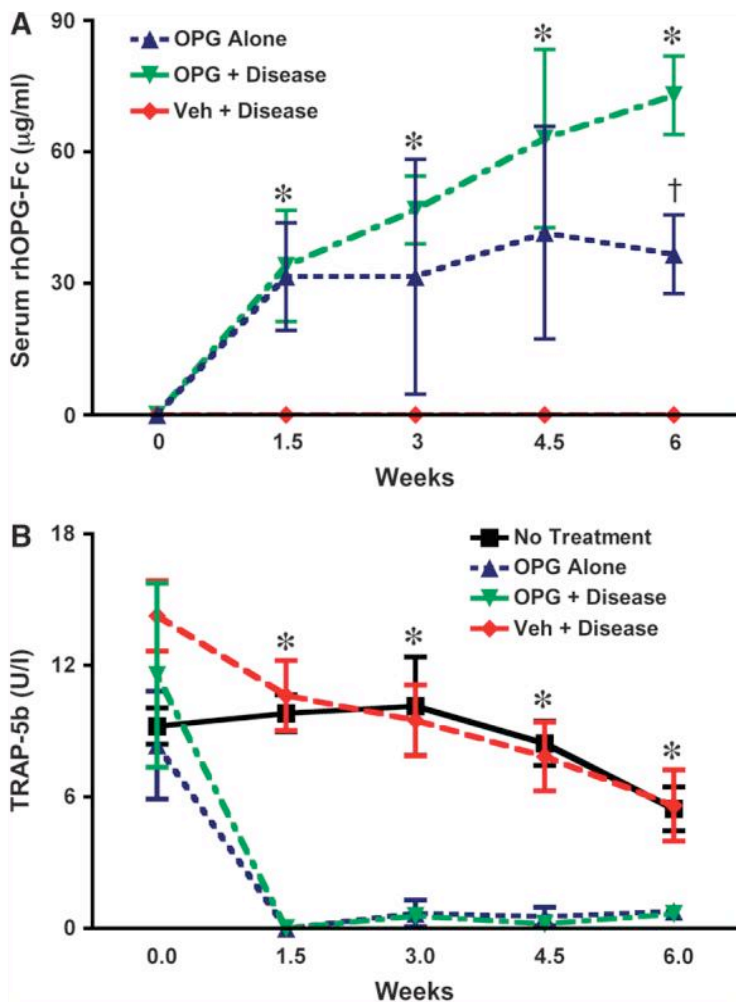 A
90
OPG Alone
OPG + Disease
Veh + Disease
* * * * †
60
30
0
Serum rhOPG-Fc (µg/ml)
0 1.5 3 4.5 6
Weeks
B
18
No Treatment
OPG Alone
OPG + Disease
Veh + Disease
* * * *
12
6
0
TRAP-5b (U/l)
0.0 1.5 3.0 4.5 6.0
Weeks